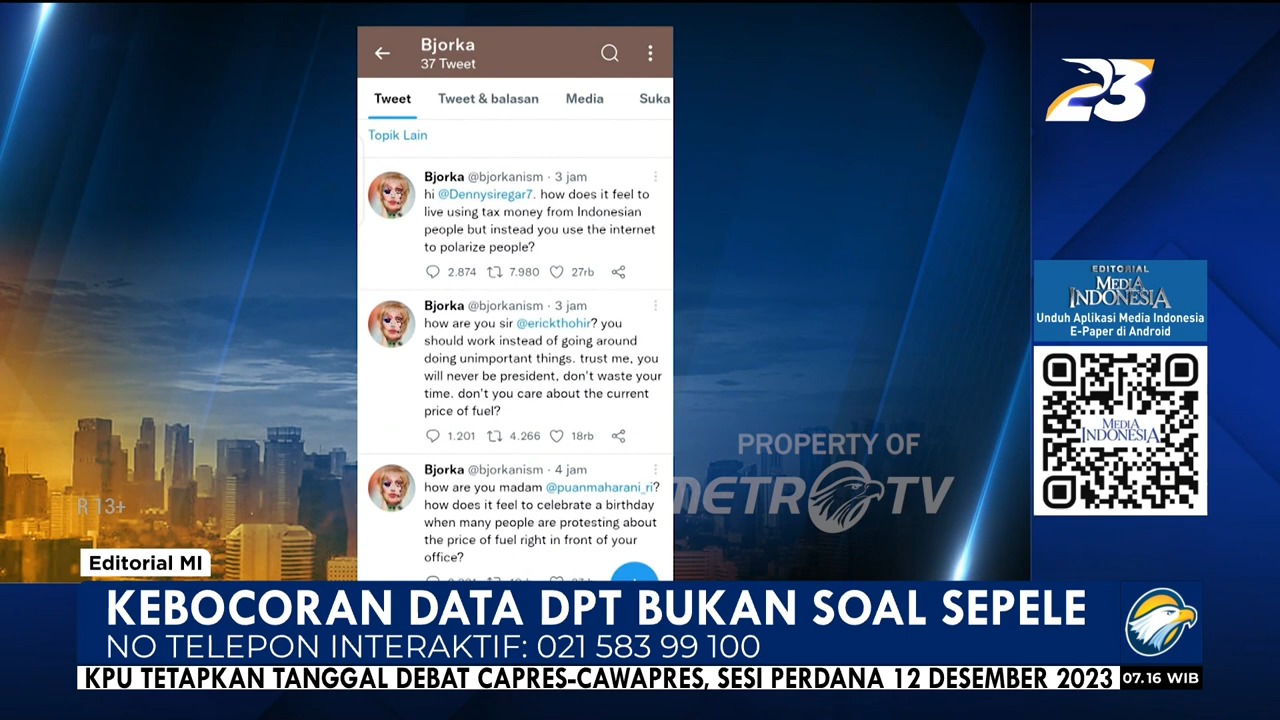 Bjorka
37 Tweet
Tweet Tweet & balasan Media Suka
Topik Lain
Bjorka @bjorkanism · 3 jam
hi @Dennysiregar7. how does it feel to
live using tax money from Indonesian
people but instead you use the internet
to polarize people?
2.874 7.980 27rb
Bjorka @bjorkanism · 3 jam
how are you sir @erickthohir? you
should work instead of going around
doing unimportant things. trust me, you
will never be president, don't waste your
time. don't you care about the current
price of fuel?
1.201 4.266 18rb
Bjorka @bjorkanism · 4 jam
how are you madam @puanmaharani_ri?
how does it feel to celebrate a birthday
when many people are protesting about
the price of fuel right in front of your
office?
23
EDITORIAL
MEDIA
INDONESIA
Unduh Aplikasi Media Indonesia
E-Paper di Android
MEDIA
INDONESIA
PROPERTY OF
METRO TV
R 13+
Editorial MI
KEBOCORAN DATA DPT BUKAN SOAL SEPELE
NO TELEPON INTERAKTIF: 021 583 99 100
KPU TETAPKAN TANGGAL DEBAT CAPRES-CAWAPRES, SESI PERDANA 12 DESEMBER 2023
07.16 WIB